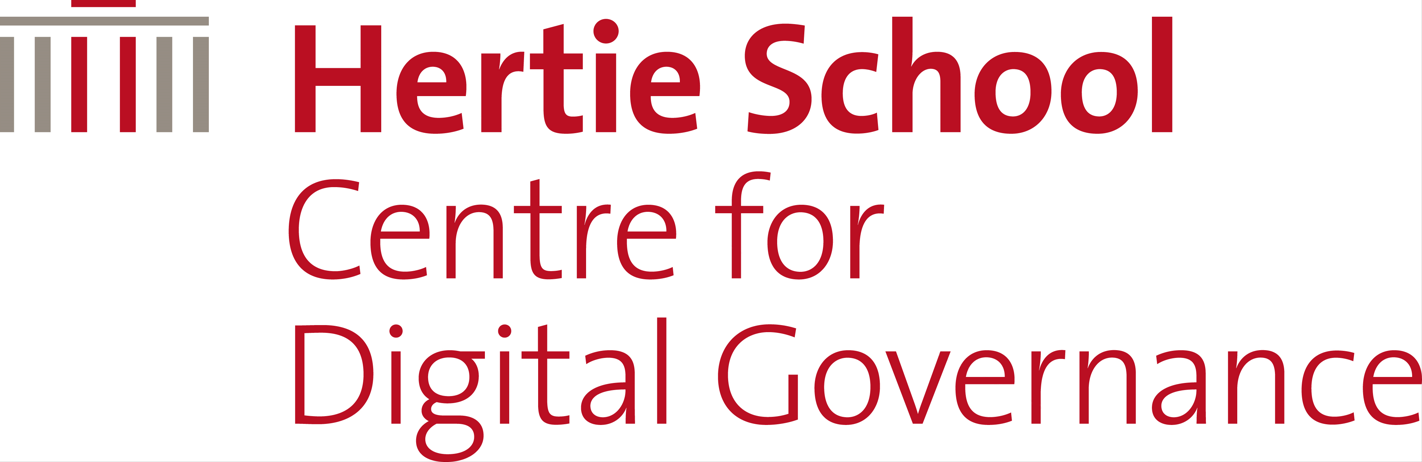 Hertie School
Centre for
Digital Governance